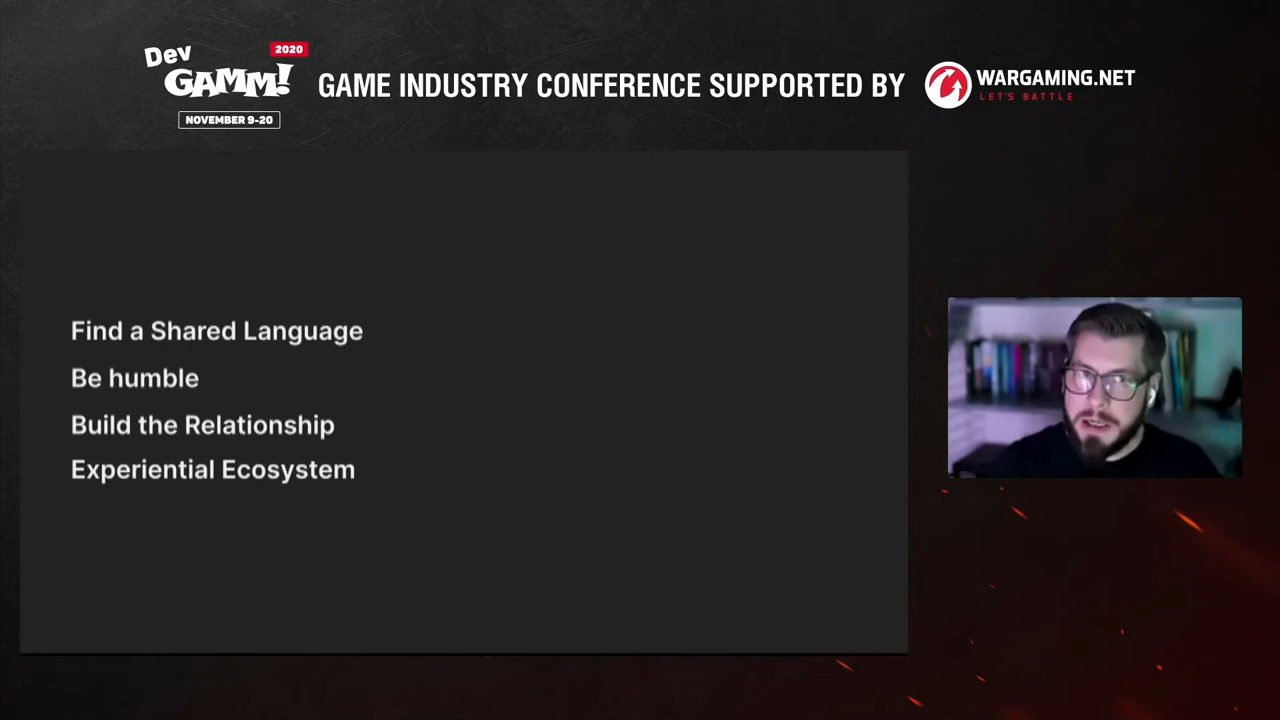 Dev
2020
GAMM!
NOVEMBER 9-20
GAME INDUSTRY CONFERENCE SUPPORTED BY
WARGAMING.NET
LET'S BATTLE
Find a Shared Language
Be humble
Build the Relationship
Experiential Ecosystem